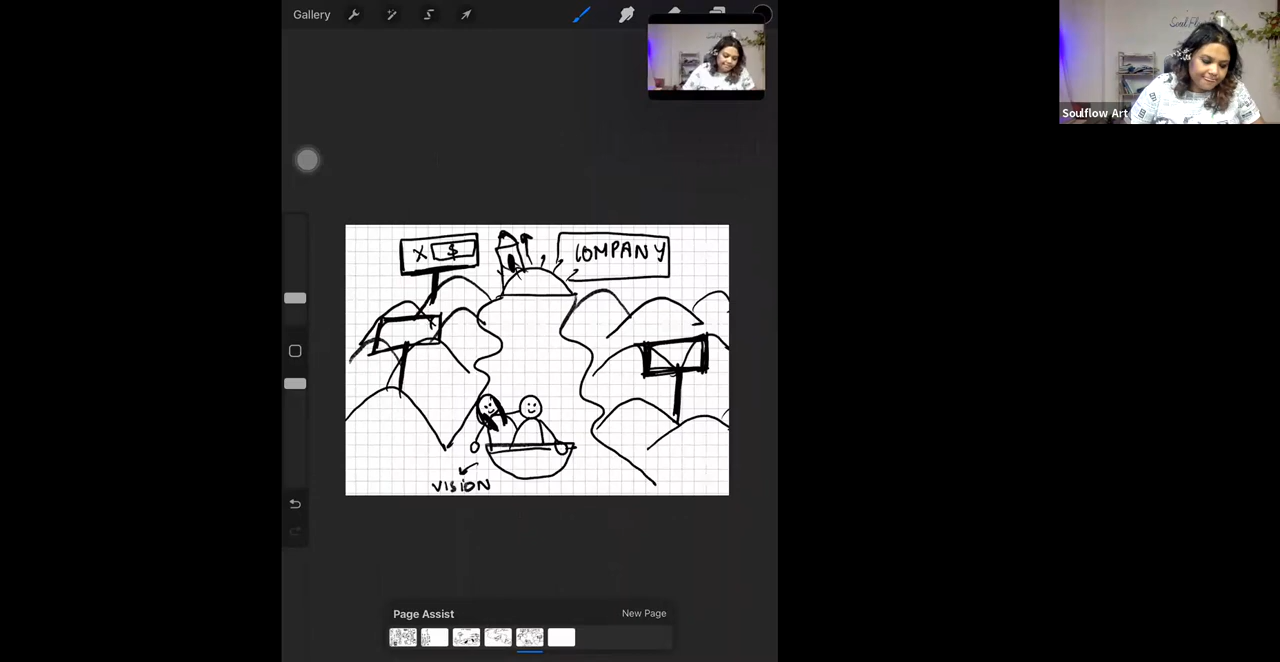 Gallery
Soulflow Art
X $
COMPANY
VISION
Page Assist
New Page